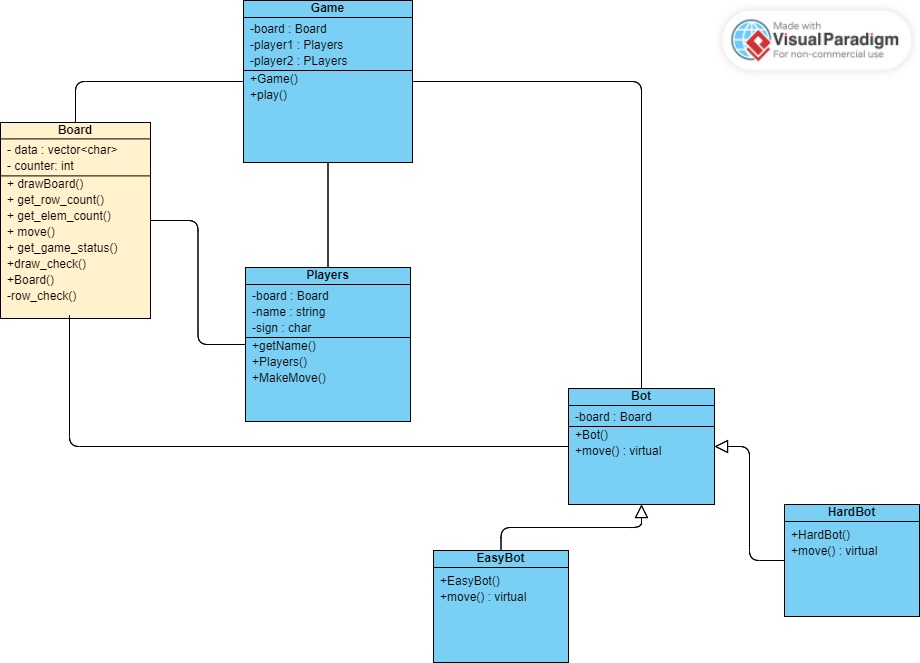 Game
-board : Board
-player1 : Players
-player2 : PLayers
+Game()
+play()
Made with
Visual Paradigm
For non-commercial use
Board
- data : vector<char>
- counter: int
+ drawBoard()
+ get_row_count()
+ get_elem_count()
+ move()
+ get_game_status()
+draw_check()
+Board()
-row_check()
Players
-board : Board
-name : string
-sign : char
+getName()
+Players()
+MakeMove()
Bot
-board : Board
+Bot()
+move() : virtual
HardBot
+HardBot()
+move() : virtual
EasyBot
+EasyBot()
+move() : virtual